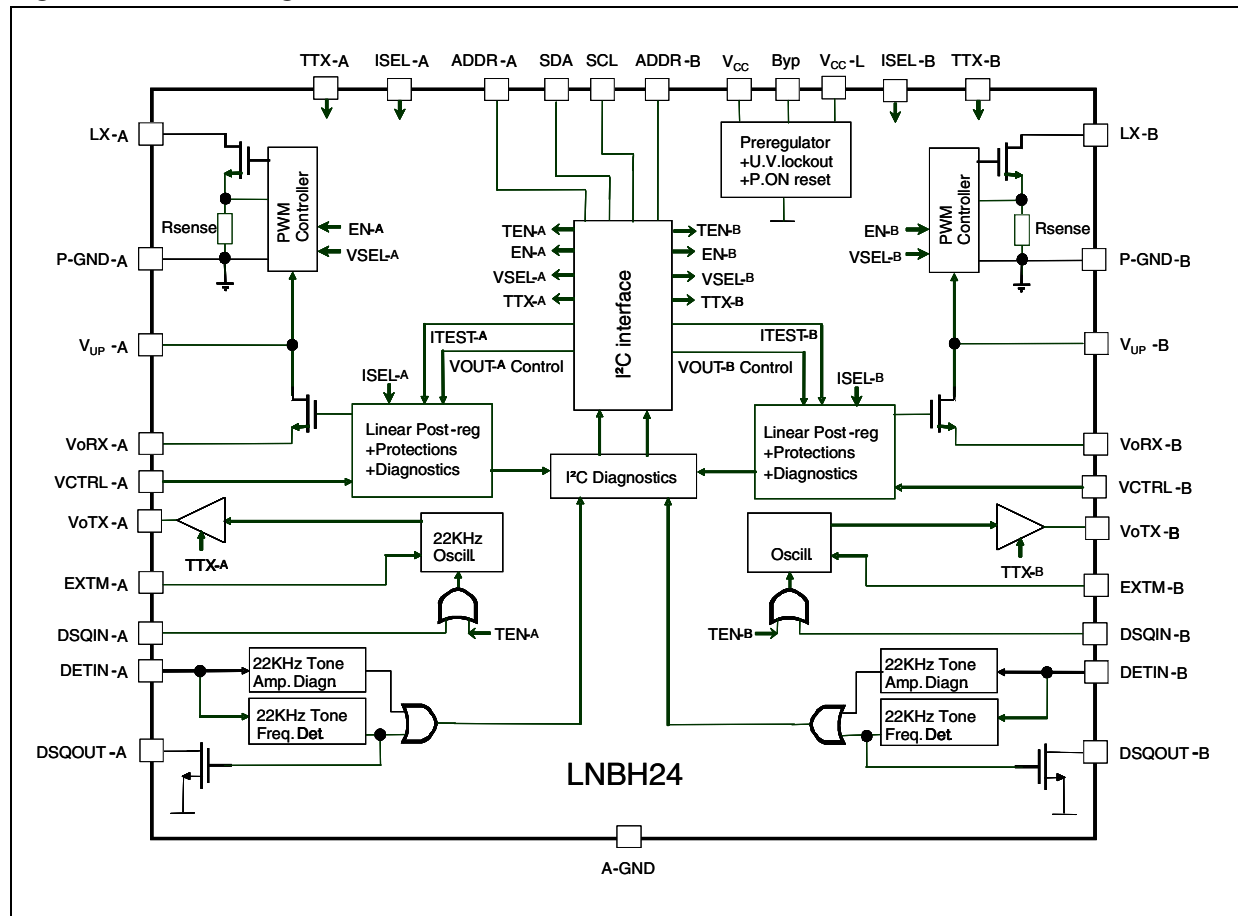 TTX-A
ISEL-A
ADDR-A
SDA
SCL
ADDR-B
VCC
Byp
VCC-L
ISEL-B
TTX-B
LX-A
LX-B
PWM
Controller
Rsense
EN-A
VSEL-A
P-GND-A
Preregulator
+U.V.lockout
+P.ON reset
PWM
Controller
Rsense
EN-B
VSEL-B
P-GND-B
I²C interface
TEN-A
EN-A
VSEL-A
TTX-A
TEN-B
EN-B
VSEL-B
TTX-B
ITEST-A
VOUT-A Control
ITEST-B
VOUT-B Control
VUP-A
VUP-B
ISEL-A
ISEL-B
Linear Post-reg
+Protections
+Diagnostics
Linear Post-reg
+Protections
+Diagnostics
VoRX-A
VoRX-B
I²C Diagnostics
VCTRL-A
VCTRL-B
VoTX-A
VoTX-B
22KHz
Oscill.
Oscill.
TTX-A
TTX-B
EXTM-A
EXTM-B
DSQIN-A
TEN-A
TEN-B
DSQIN-B
DETIN-A
22KHz Tone
Amp. Diagn
22KHz Tone
Amp. Diagn
DETIN-B
22KHz Tone
Freq. Det.
22KHz Tone
Freq. Det.
DSQOUT-A
DSQOUT-B
LNBH24
A-GND